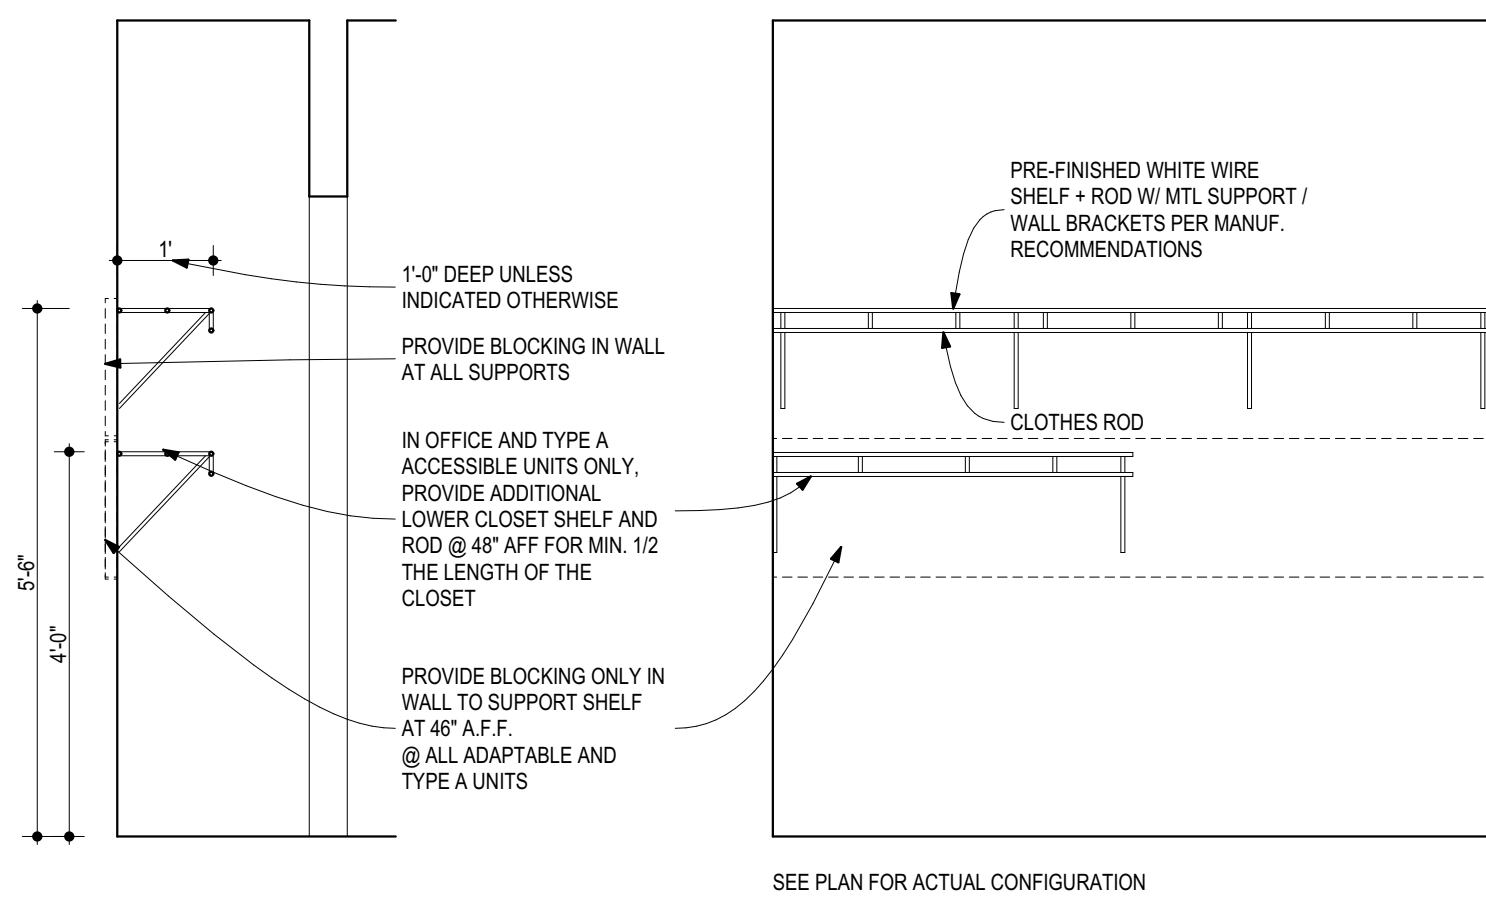 1'
5'-6"
4'-0"
1'-0" DEEP UNLESS
INDICATED OTHERWISE
PROVIDE BLOCKING IN WALL
AT ALL SUPPORTS
IN OFFICE AND TYPE A
ACCESSIBLE UNITS ONLY,
PROVIDE ADDITIONAL
LOWER CLOSET SHELF AND
ROD @ 48" AFF FOR MIN. 1/2
THE LENGTH OF THE
CLOSET
PROVIDE BLOCKING ONLY IN
WALL TO SUPPORT SHELF
AT 46" A.F.F.
@ ALL ADAPTABLE AND
TYPE A UNITS
PRE-FINISHED WHITE WIRE
SHELF + ROD W/ MTL SUPPORT /
WALL BRACKETS PER MANUF.
RECOMMENDATIONS
CLOTHES ROD
SEE PLAN FOR ACTUAL CONFIGURATION